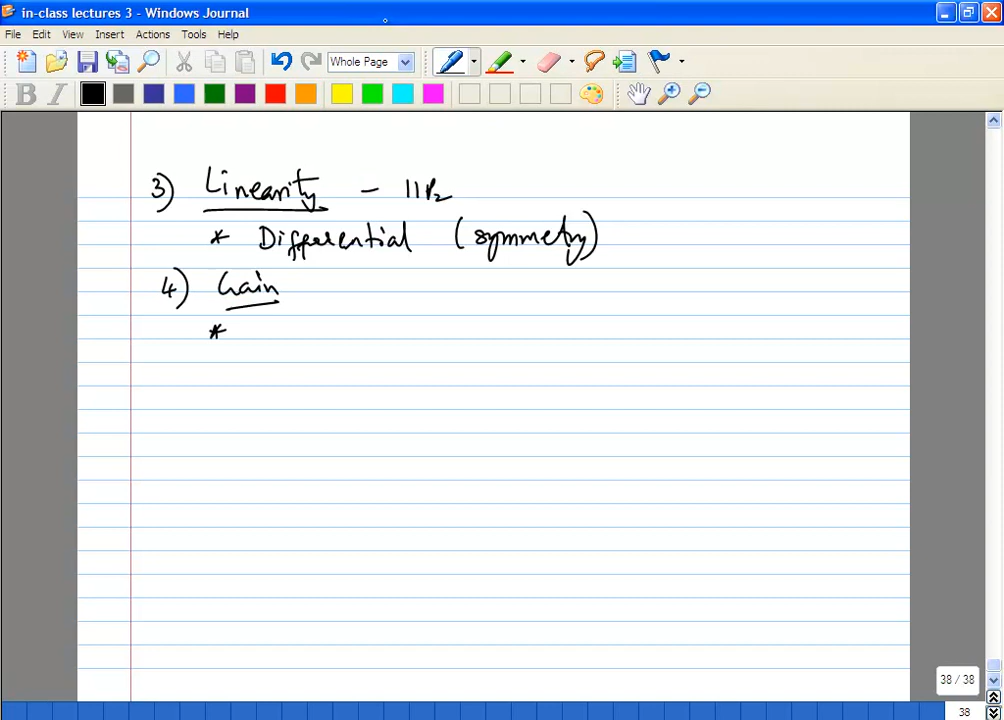 in-class lectures 3 - Windows Journal
File Edit View Insert Actions Tools Help
Whole Page
B I
3) Linearity - IIP2
* Differential (symmetry)
4) Gain
*
38 / 38
38